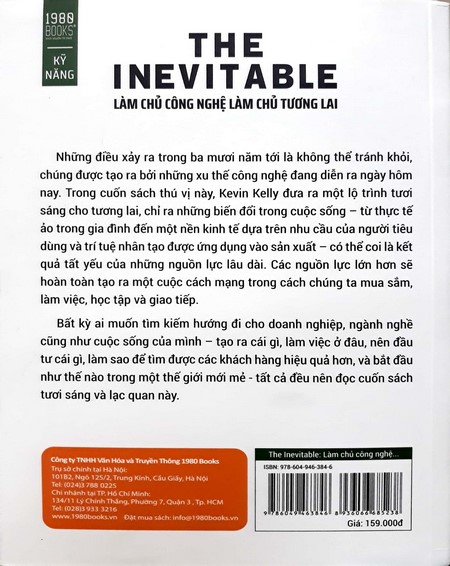 1980
BOOKS
KỸ
NĂNG
THE
INEVITABLE
LÀM CHỦ CÔNG NGHỆ LÀM CHỦ TƯƠNG LAI
Những điều xảy ra trong ba mươi năm tới là không thể tránh khỏi,
chúng được tạo ra bởi những xu thế công nghệ đang diễn ra ngày hôm
nay. Trong cuốn sách thú vị này, Kevin Kelly đưa ra một lộ trình tươi
sáng cho tương lai, chỉ ra những biến đổi trong cuộc sống – từ thực tế
ảo trong gia đình đến một nền kinh tế dựa trên nhu cầu của người tiêu
dùng và trí tuệ nhân tạo được ứng dụng vào sản xuất – có thể coi là kết
quả tất yếu của những nguồn lực lâu dài. Các nguồn lực lớn hơn sẽ
hoàn toàn tạo ra một cuộc cách mạng trong cách chúng ta mua sắm,
làm việc, học tập và giao tiếp.
Bất kỳ ai muốn tìm kiếm hướng đi cho doanh nghiệp, ngành nghề
cũng như cuộc sống của mình – tạo ra cái gì, làm việc ở đâu, nên đầu
tư cái gì, làm sao để tìm được các khách hàng hiệu quả hơn, và bắt đầu
như thế nào trong một thế giới mới mẻ - tất cả đều nên đọc cuốn sách
tươi sáng và lạc quan này.
Công ty TNHH Văn Hóa và Truyền Thông 1980 Books
Trụ sở chính tại Hà Nội:
101B2, Ngõ 125/2, Trung Kính, Cầu Giấy, Hà Nội
Tel: (024)3 788 0225
Chi nhánh tại TP. Hồ Chí Minh:
134/11 Lý Chính Thắng, Phường 7, Quận 3 , Tp. HCM
Tel: (028)3 933 3216
www.1980books.vn - Đặt mua sách: info@1980books.vn
The Inevitable: Làm chủ công nghệ...
ISBN: 978-604-946-384-6
9786049463846
8936066685238
Giá: 159.000đ